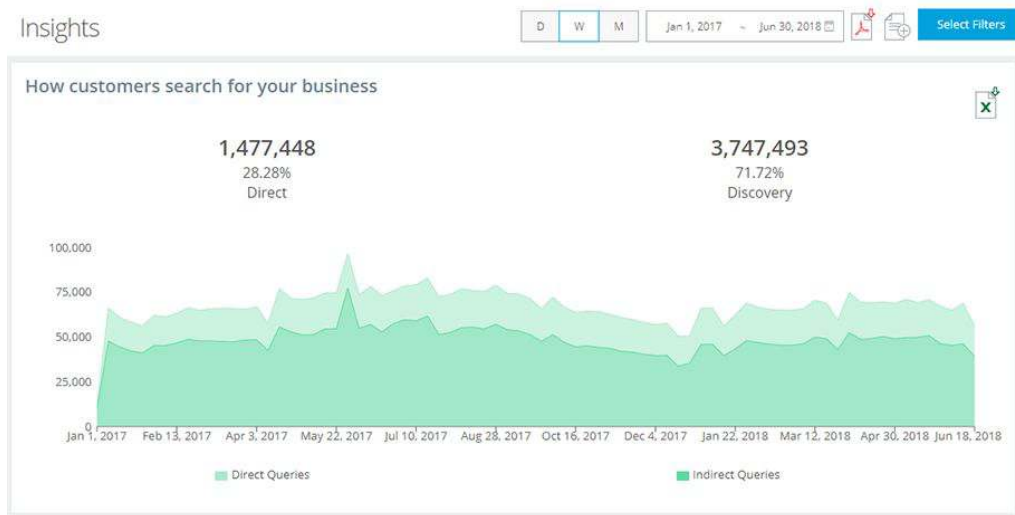 Insights
D W M Jan 1, 2017 ~ Jun 30, 2018 Select Filters
How customers search for your business
X
1,477,448 3,747,493
28.28% 71.72%
Direct Discovery
100,000
75,000
50,000
25,000
0
Jan 1, 2017 Feb 13, 2017 Apr 3, 2017 May 22, 2017 Jul 10, 2017 Aug 28, 2017 Oct 16, 2017 Dec 4, 2017 Jan 22, 2018 Mar 12, 2018 Apr 30, 2018 Jun 18, 2018
Direct Queries Indirect Queries